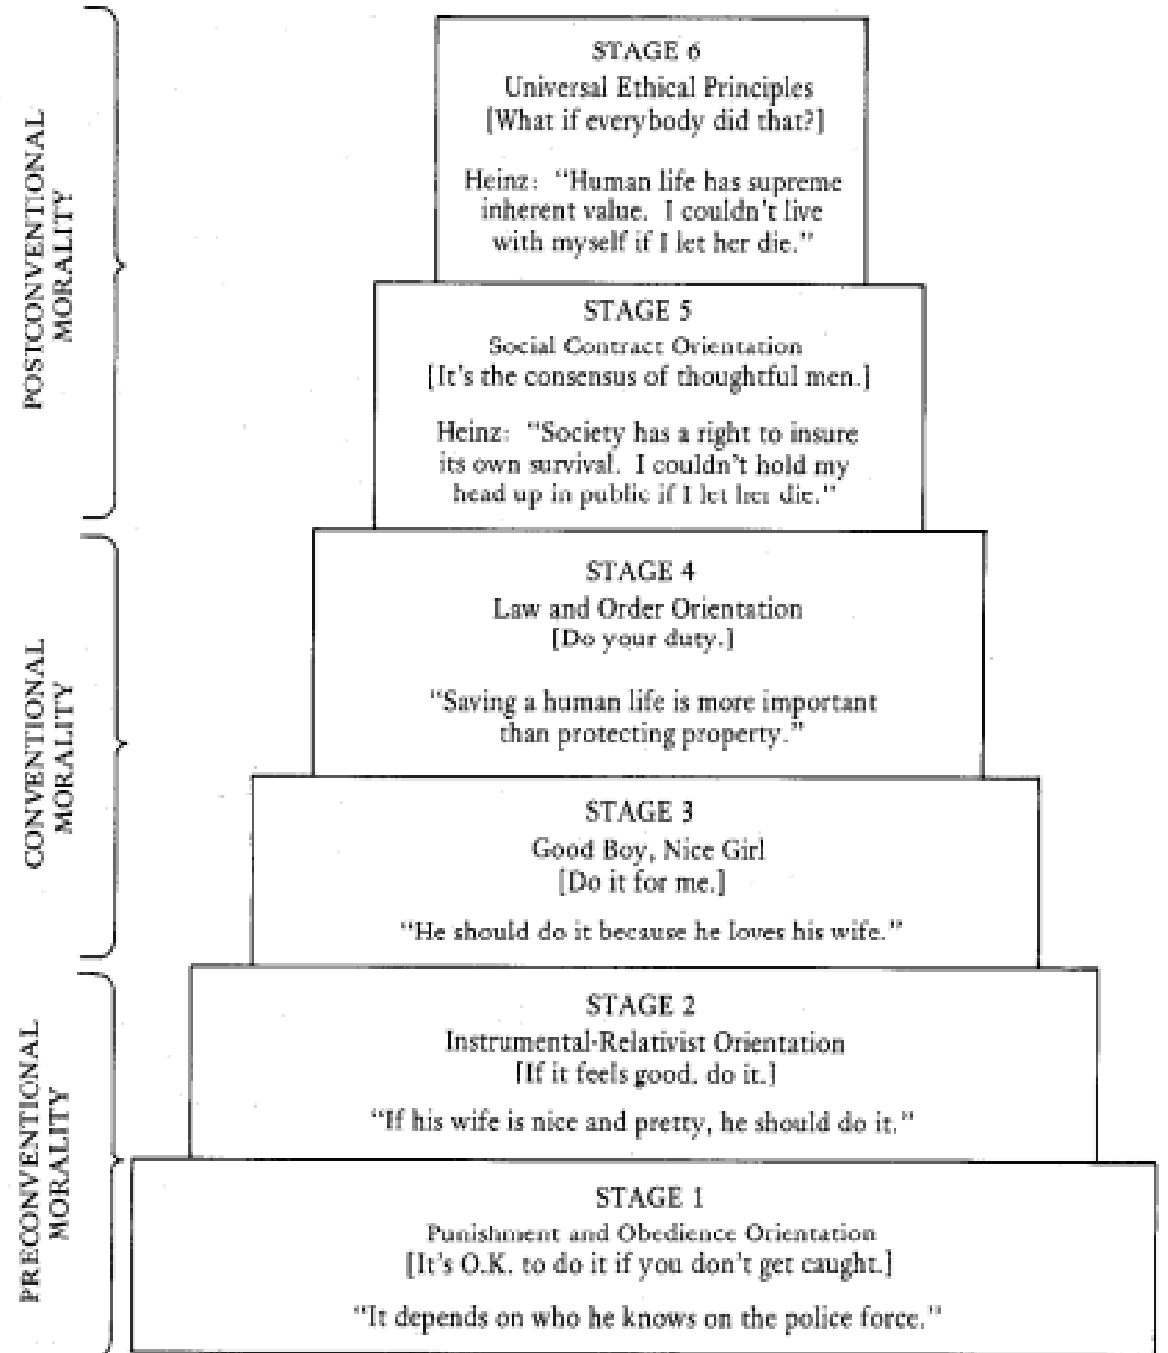 POSTCONVENTIONAL
MORALITY
STAGE 6
Universal Ethical Principles
[What if everybody did that?]
Heinz: “Human life has supreme
inherent value. I couldn't live
with myself if I let her die.”
STAGE 5
Social Contract Orientation
[It's the consensus of thoughtful men.]
Heinz: “Society has a right to insure
its own survival. I couldn't hold my
head up in public if I let her die.”
CONVENTIONAL
MORALITY
STAGE 4
Law and Order Orientation
[Do your duty.]
“Saving a human life is more important
than protecting property.”
STAGE 3
Good Boy, Nice Girl
[Do it for me.]
“He should do it because he loves his wife.”
PRECONVENTIONAL
MORALITY
STAGE 2
Instrumental-Relativist Orientation
[If it feels good, do it.]
“If his wife is nice and pretty, he should do it.”
STAGE 1
Punishment and Obedience Orientation
[It's O.K. to do it if you don't get caught.]
“It depends on who he knows on the police force.”